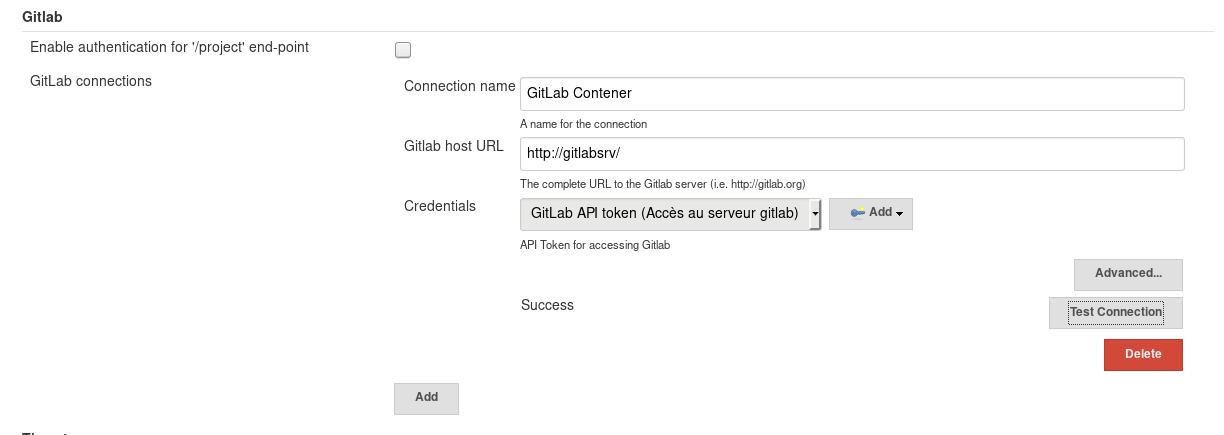 Gitlab
Enable authentication for '/project' end-point
GitLab connections
Connection name
GitLab Contener
A name for the connection
Gitlab host URL
http://gitlabsrv/
The complete URL to the Gitlab server (i.e. http://gitlab.org)
Credentials
GitLab API token (Accès au serveur gitlab)
Add
API Token for accessing Gitlab
Advanced...
Success
Test Connection
Delete
Add